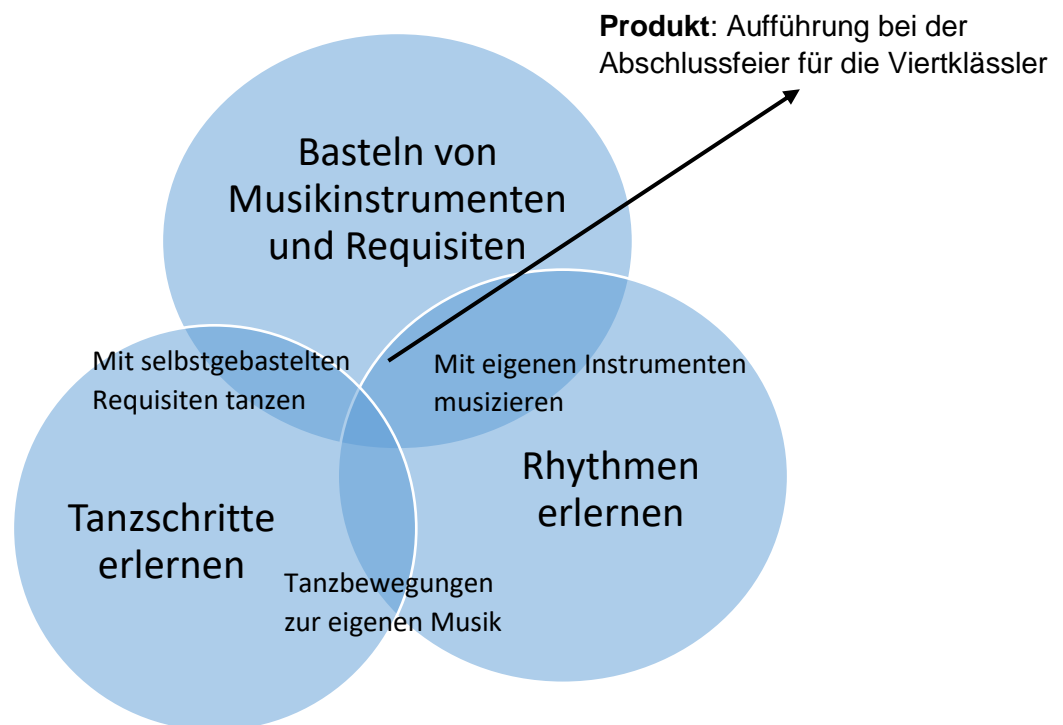 Produkt: Aufführung bei der
Abschlussfeier für die Viertklässler
Basteln von
Musikinstrumenten
und Requisiten
Mit selbstgebastelten
Requisiten tanzen
Mit eigenen Instrumenten
musizieren
Rhythmen
erlernen
Tanzschritte
erlernen
Tanzbewegungen
zur eigenen Musik